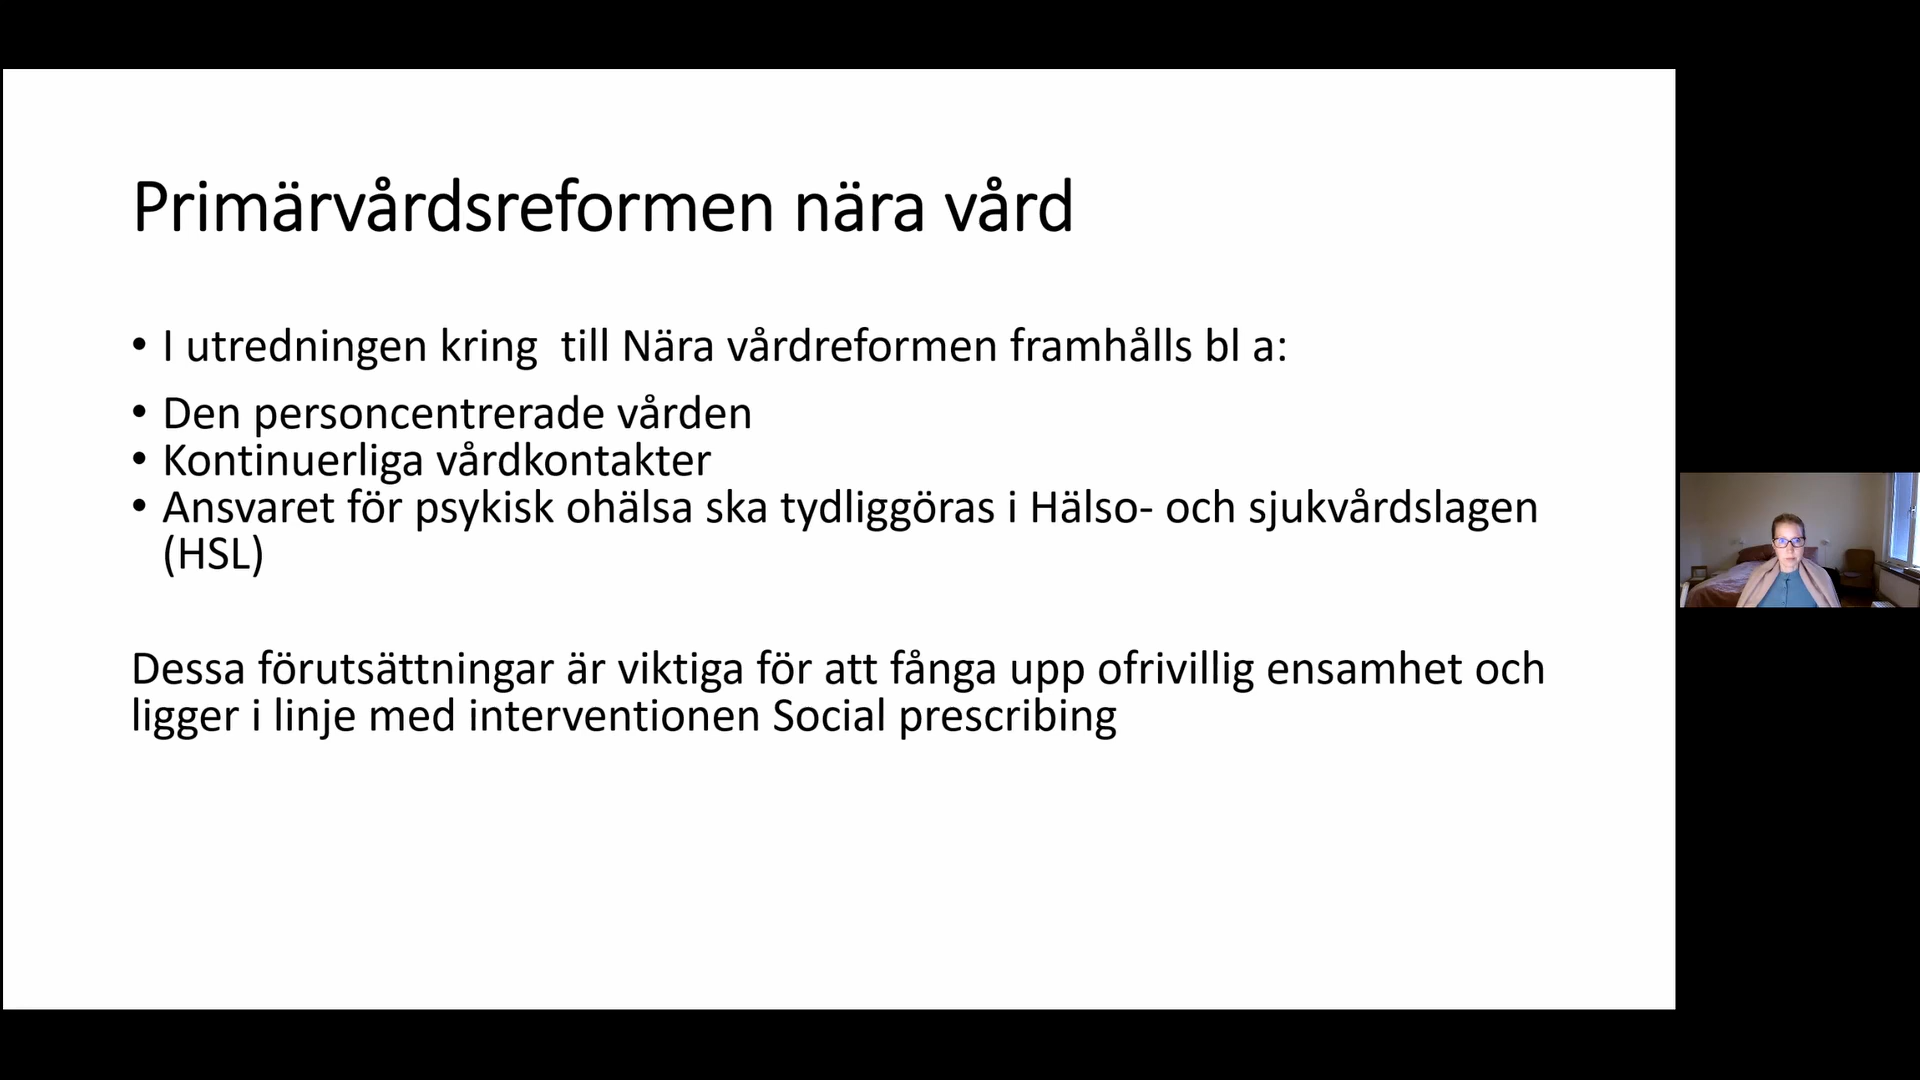 Primärvårdsreformen nära vård
• I utredningen kring  till Nära vårdreformen framhålls bl a:
• Den personcentrerade vården
• Kontinuerliga vårdkontakter
• Ansvaret för psykisk ohälsa ska tydliggöras i Hälso- och sjukvårdslagen
(HSL)
Dessa förutsättningar är viktiga för att fånga upp ofrivillig ensamhet och
ligger i linje med interventionen Social prescribing